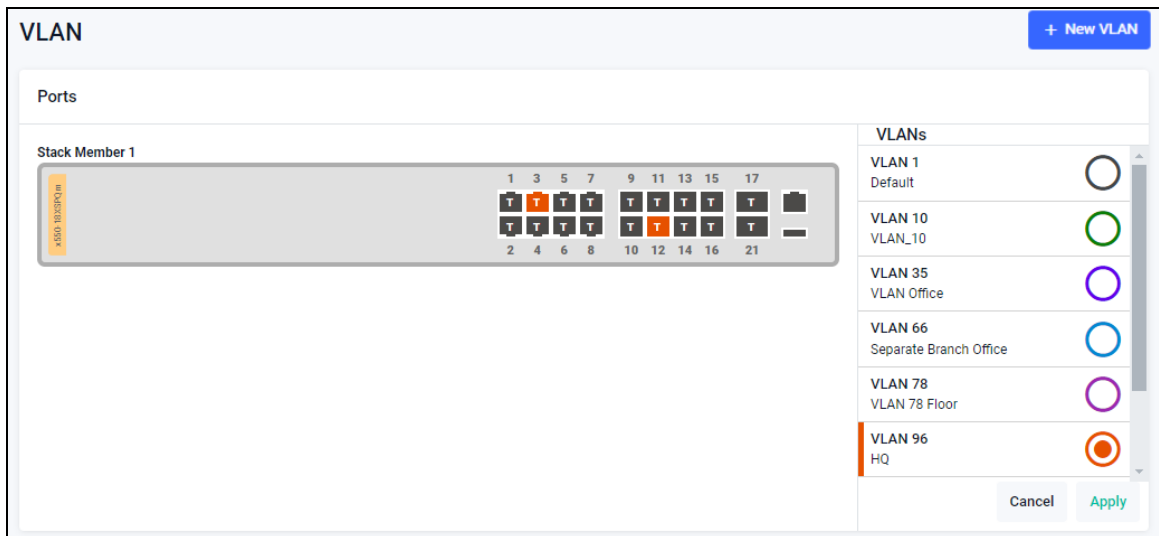 VLAN
+ New VLAN
Ports
Stack Member 1
x550-18XSPQm
1 3 5 7 9 11 13 15 17
T T T T T T T T T
T T T T T T T T T
2 4 6 8 10 12 14 16 21
VLANs
VLAN 1
Default
VLAN 10
VLAN_10
VLAN 35
VLAN Office
VLAN 66
Separate Branch Office
VLAN 78
VLAN 78 Floor
VLAN 96
HQ
Cancel Apply